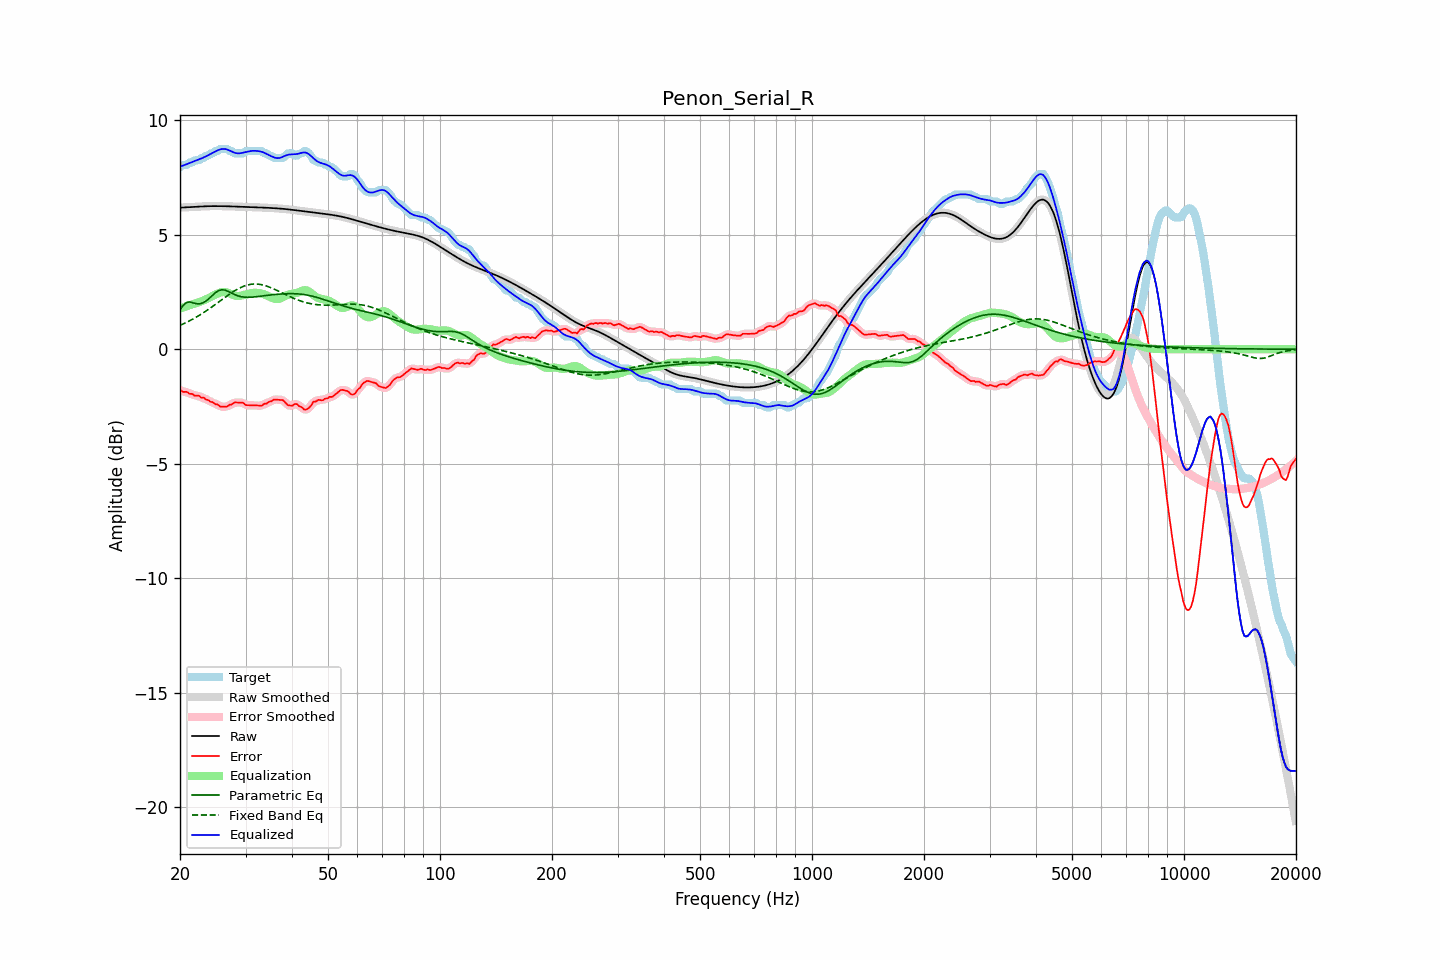 Penon_Serial_R
10
5
0
−5
−10
−15
−20
Amplitude (dBr)
Target
Raw Smoothed
Error Smoothed
Raw
Error
Equalization
Parametric Eq
Fixed Band Eq
Equalized
20 50 100 200 500 1000 2000 5000 10000 20000
Frequency (Hz)